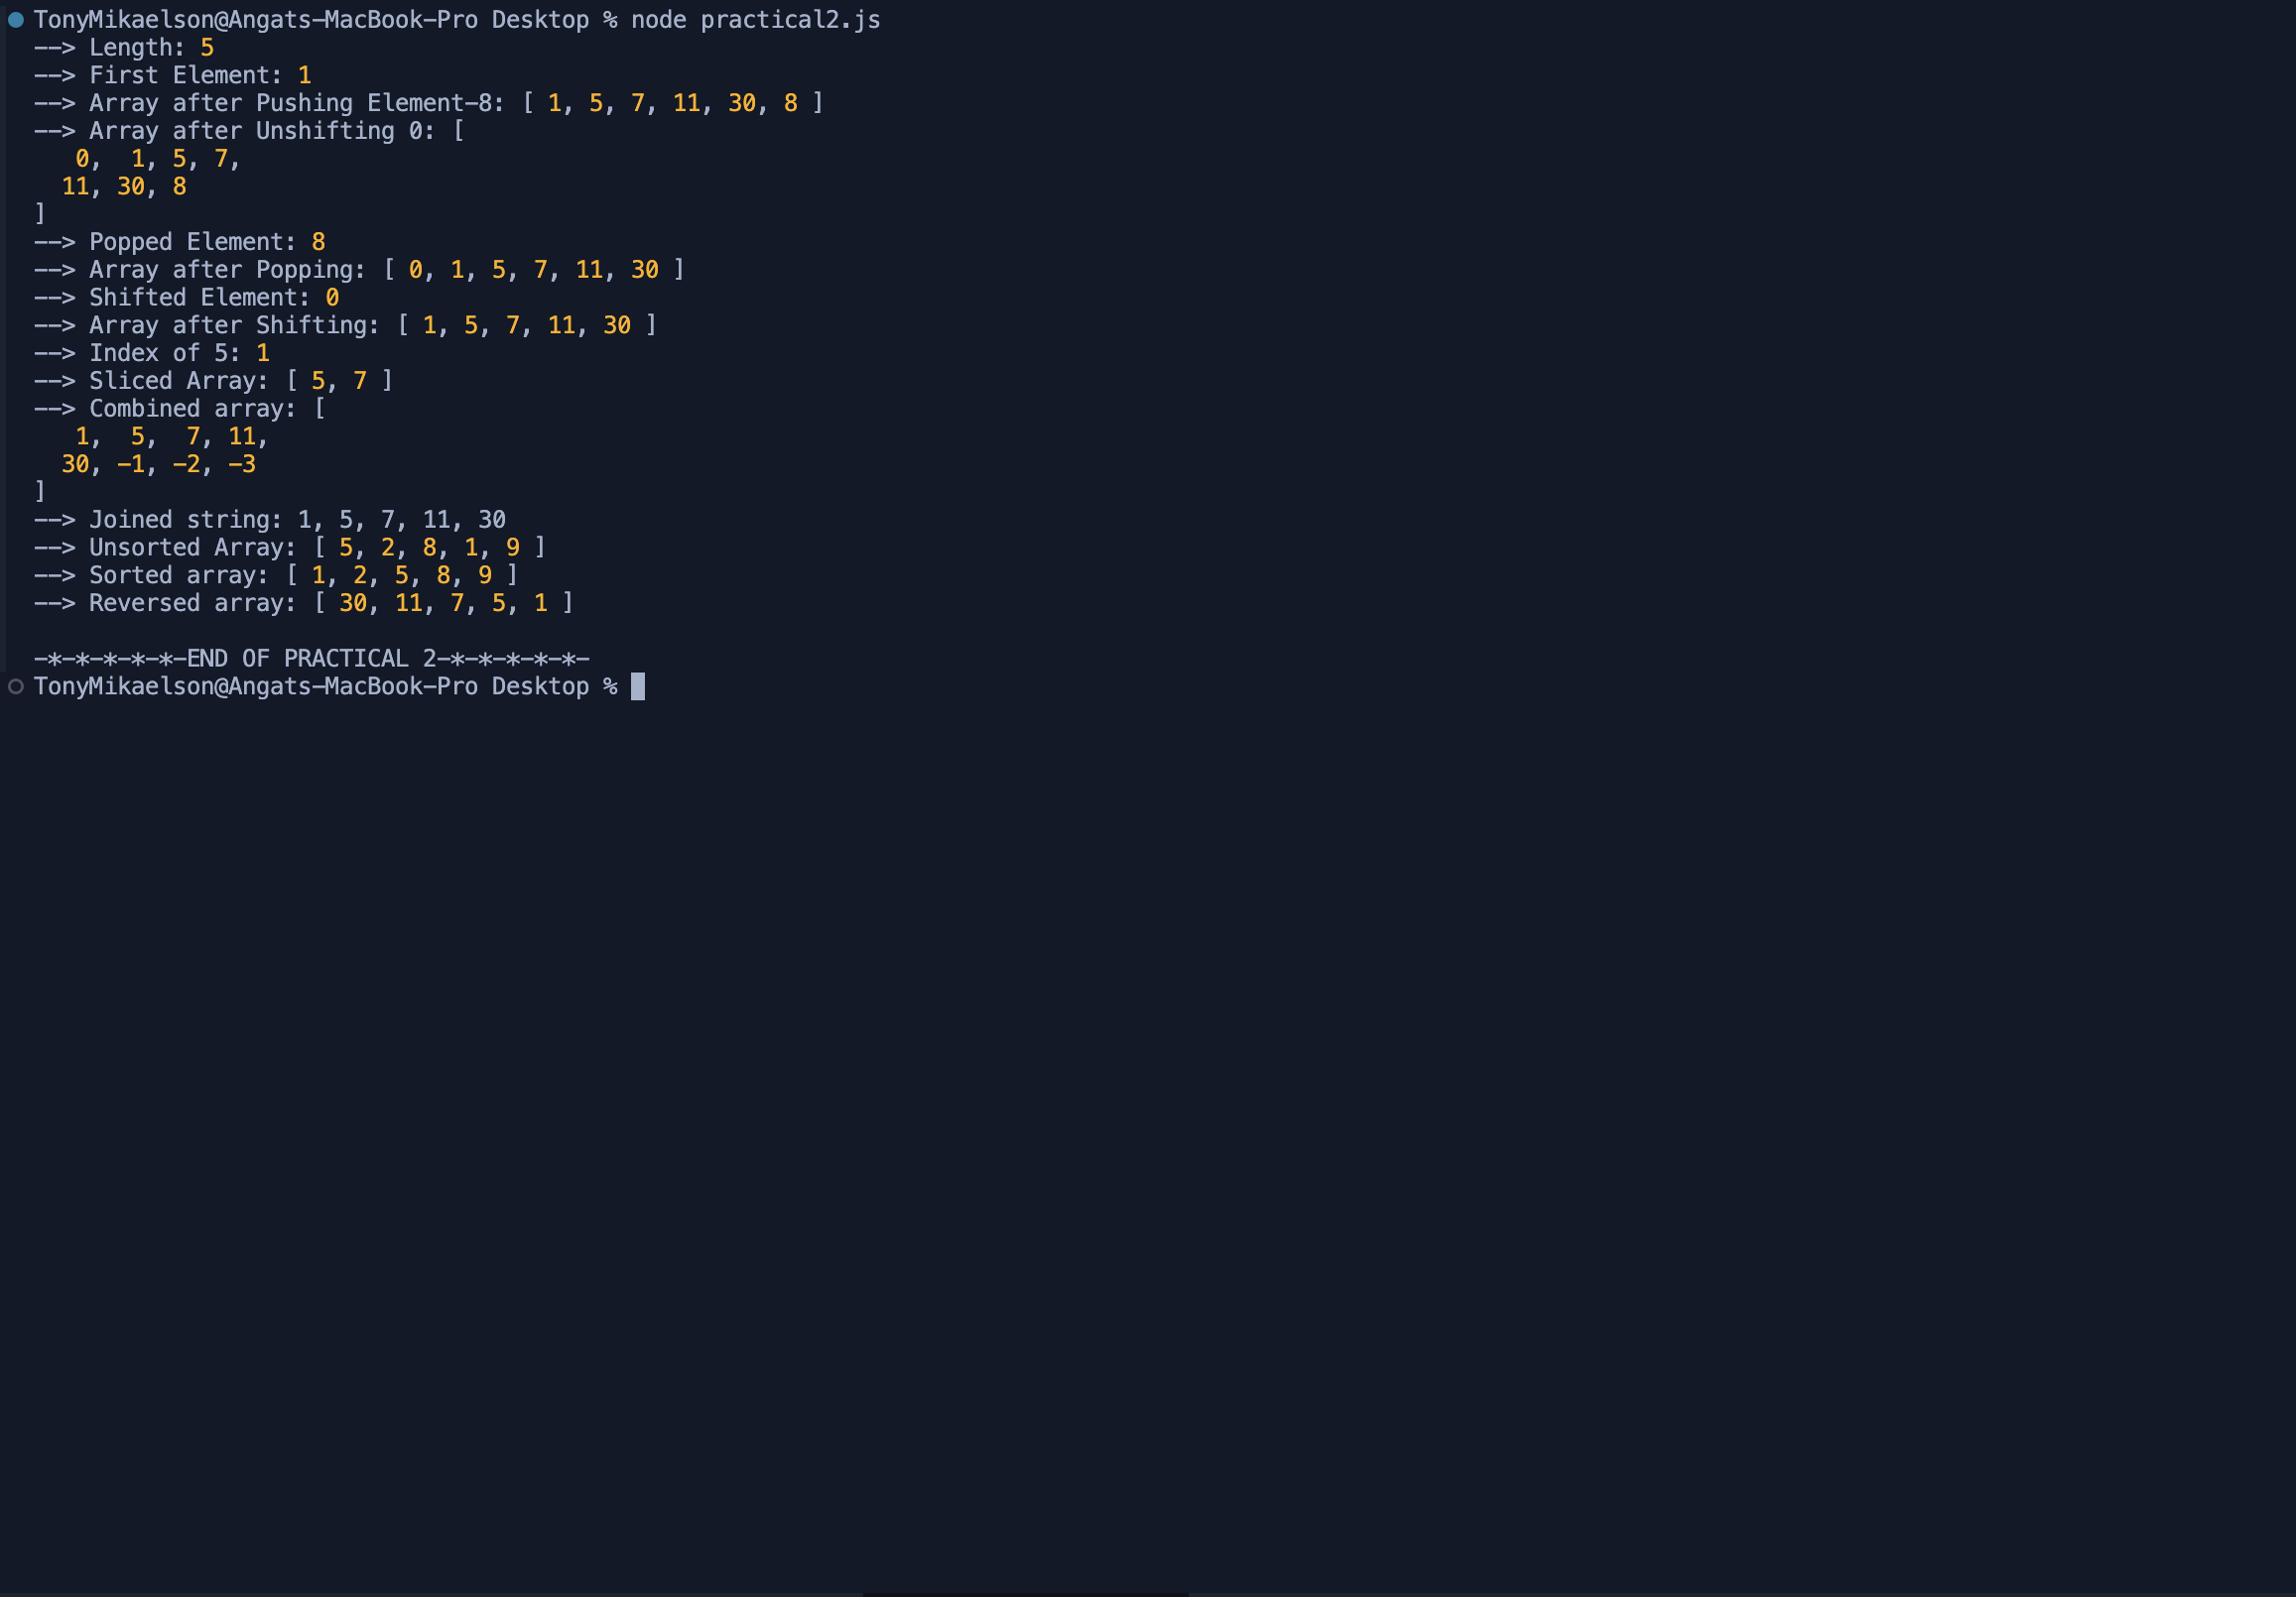 TonyMikaelson@Angats-MacBook-Pro Desktop % node practical2.js
--> Length: 5
--> First Element: 1
--> Array after Pushing Element-8: [ 1, 5, 7, 11, 30, 8 ]
--> Array after Unshifting 0: [
   0,  1, 5, 7,
  11, 30, 8
]
--> Popped Element: 8
--> Array after Popping: [ 0, 1, 5, 7, 11, 30 ]
--> Shifted Element: 0
--> Array after Shifting: [ 1, 5, 7, 11, 30 ]
--> Index of 5: 1
--> Sliced Array: [ 5, 7 ]
--> Combined array: [
   1,  5,  7, 11,
  30, -1, -2, -3
]
--> Joined string: 1, 5, 7, 11, 30
--> Unsorted Array: [ 5, 2, 8, 1, 9 ]
--> Sorted array: [ 1, 2, 5, 8, 9 ]
--> Reversed array: [ 30, 11, 7, 5, 1 ]
-*-*-*-*-*-END OF PRACTICAL 2-*-*-*-*-*-
TonyMikaelson@Angats-MacBook-Pro Desktop %